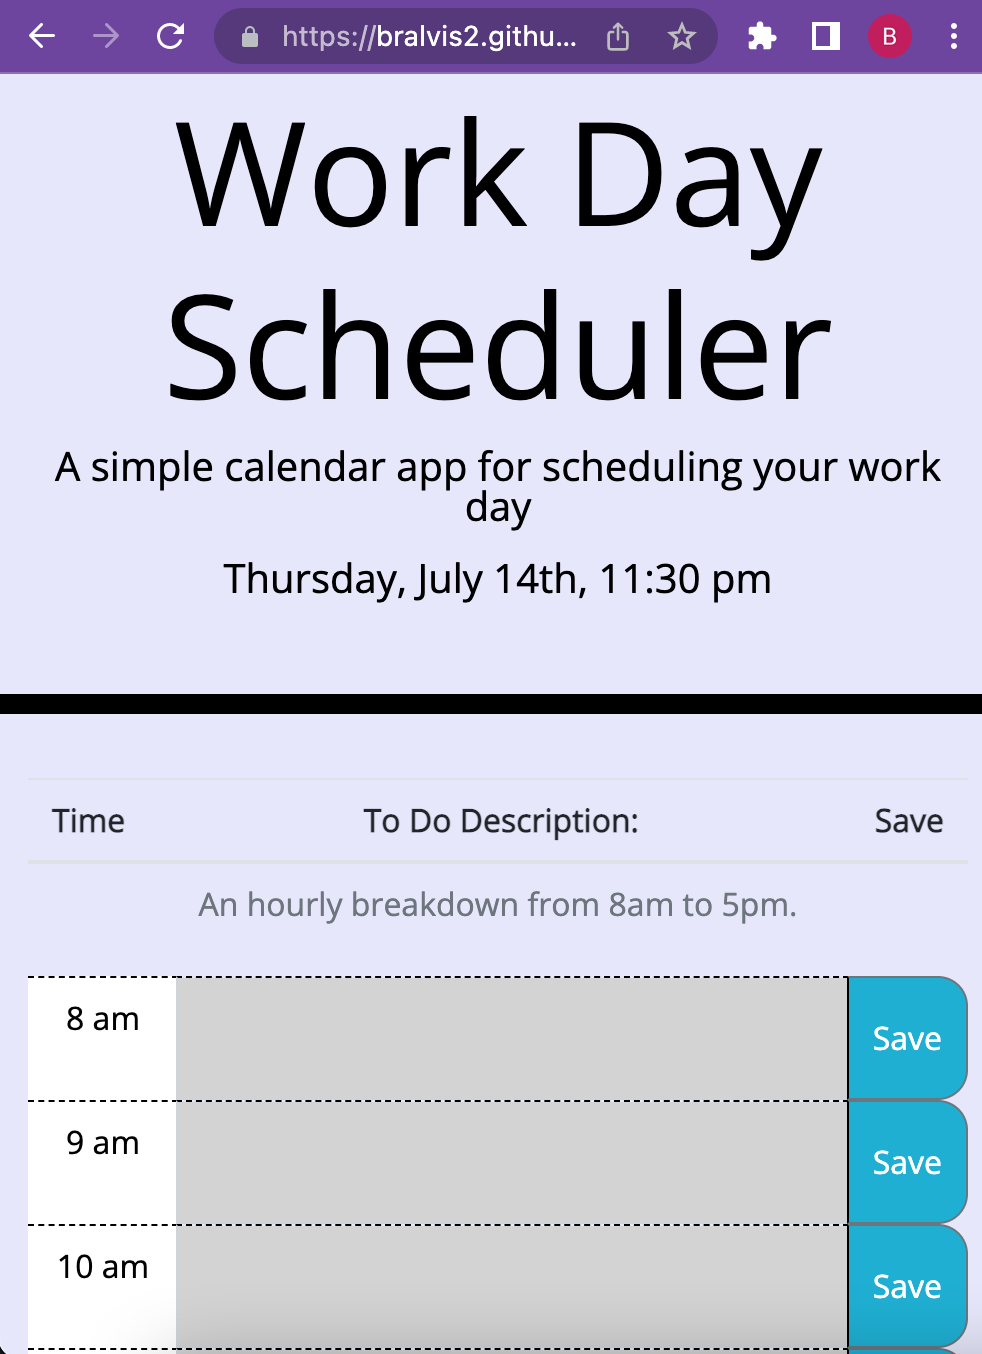 https://bralvis2.githu...
B
Work Day
Scheduler
A simple calendar app for scheduling your work
day
Thursday, July 14th, 11:30 pm
Time To Do Description: Save
An hourly breakdown from 8am to 5pm.
8 am Save
9 am Save
10 am Save